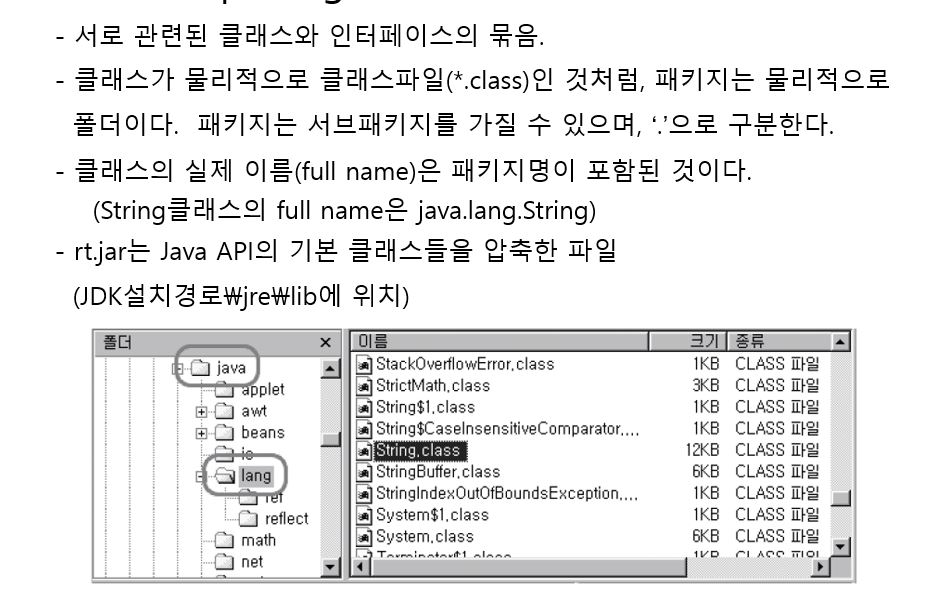 - 서로 관련된 클래스와 인터페이스의 묶음.
- 클래스가 물리적으로 클래스파일(*.class)인 것처럼, 패키지는 물리적으로
폴더이다.  패키지는 서브패키지를 가질 수 있으며, ‘.’으로 구분한다.
- 클래스의 실제 이름(full name)은 패키지명이 포함된 것이다.
(String클래스의 full name은 java.lang.String)
- rt.jar는 Java API의 기본 클래스들을 압축한 파일
(JDK설치경로₩jre₩lib에 위치)
폴더 ×
java
applet
awt
beans
io
lang
ref
reflect
math
net
이름 크기 종류
StackOverflowError.class 1KB CLASS 파일
StrictMath.class 3KB CLASS 파일
String$1.class 1KB CLASS 파일
String$CaseInsensitiveComparator.... 1KB CLASS 파일
String.class 12KB CLASS 파일
StringBuffer.class 6KB CLASS 파일
StringIndexOutOfBoundsException.... 1KB CLASS 파일
System$1.class 1KB CLASS 파일
System.class 6KB CLASS 파일
Terminator$1.class 1KB CLASS 파일